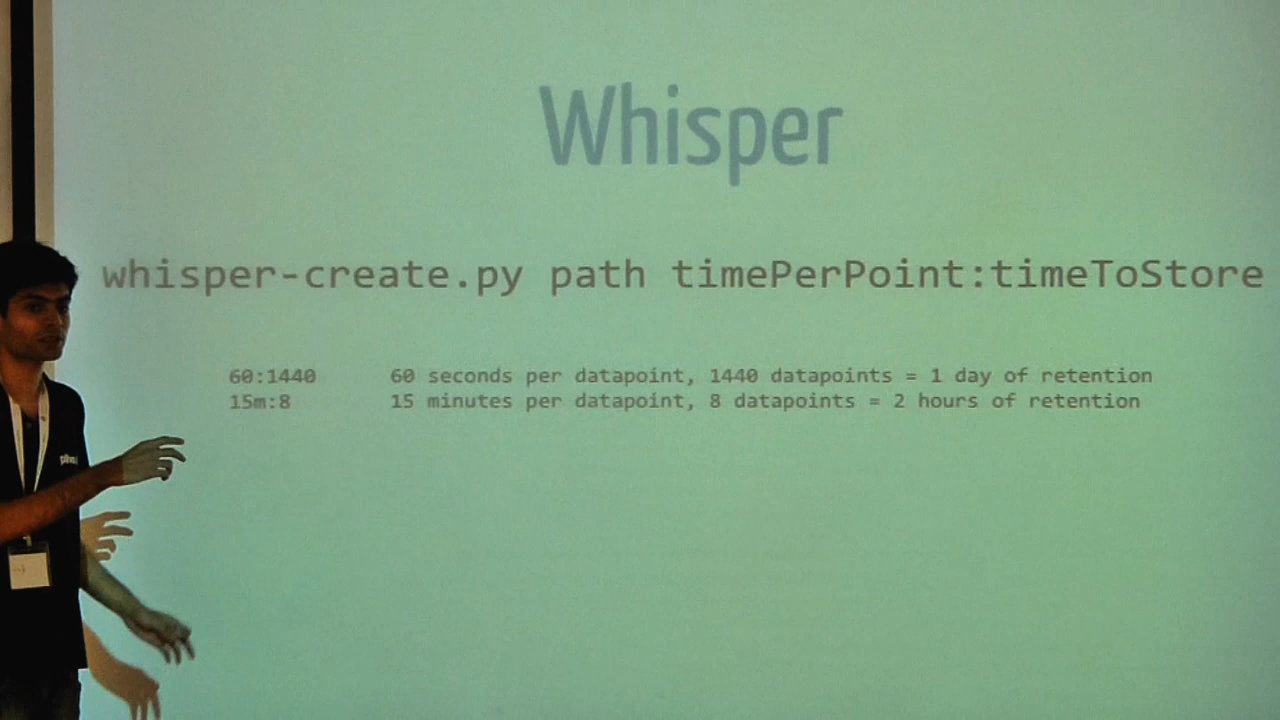 Whisper
whisper-create.py path timePerPoint:timeToStore
60:1440 60 seconds per datapoint, 1440 datapoints = 1 day of retention
15m:8 15 minutes per datapoint, 8 datapoints = 2 hours of retention